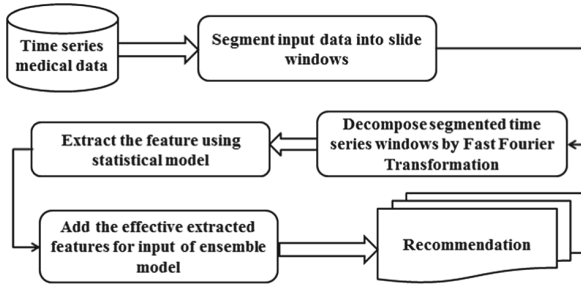 Time series
medical data
Segment input data into slide
windows
Decompose segmented time
series windows by Fast Fourier
Transformation
Extract the feature using
statistical model
Add the effective extracted
features for input of ensemble
model
Recommendation